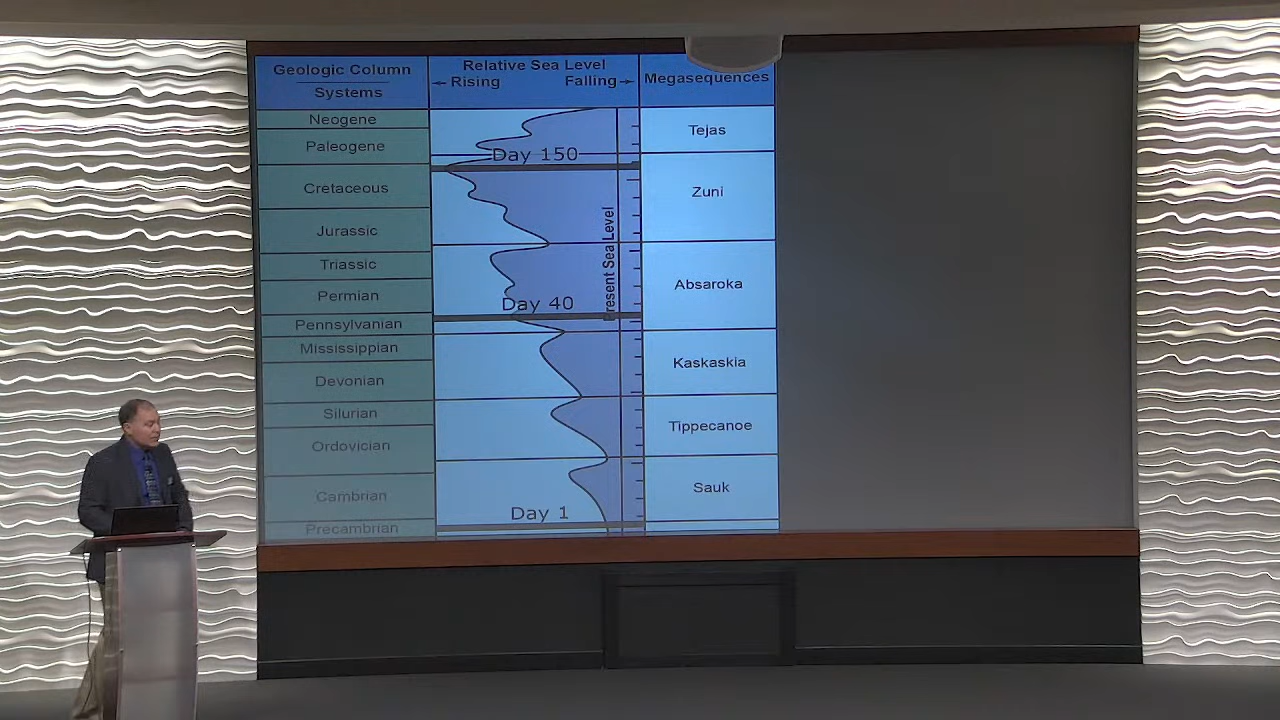 Geologic Column
Systems
Relative Sea Level
←Rising Falling→
Megasequences
Neogene
Paleogene
Cretaceous
Jurassic
Triassic
Permian
Pennsylvanian
Mississippian
Devonian
Silurian
Ordovician
Cambrian
Precambrian
Day 150
Day 40
Day 1
Present Sea Level
Tejas
Zuni
Absaroka
Kaskaskia
Tippecanoe
Sauk